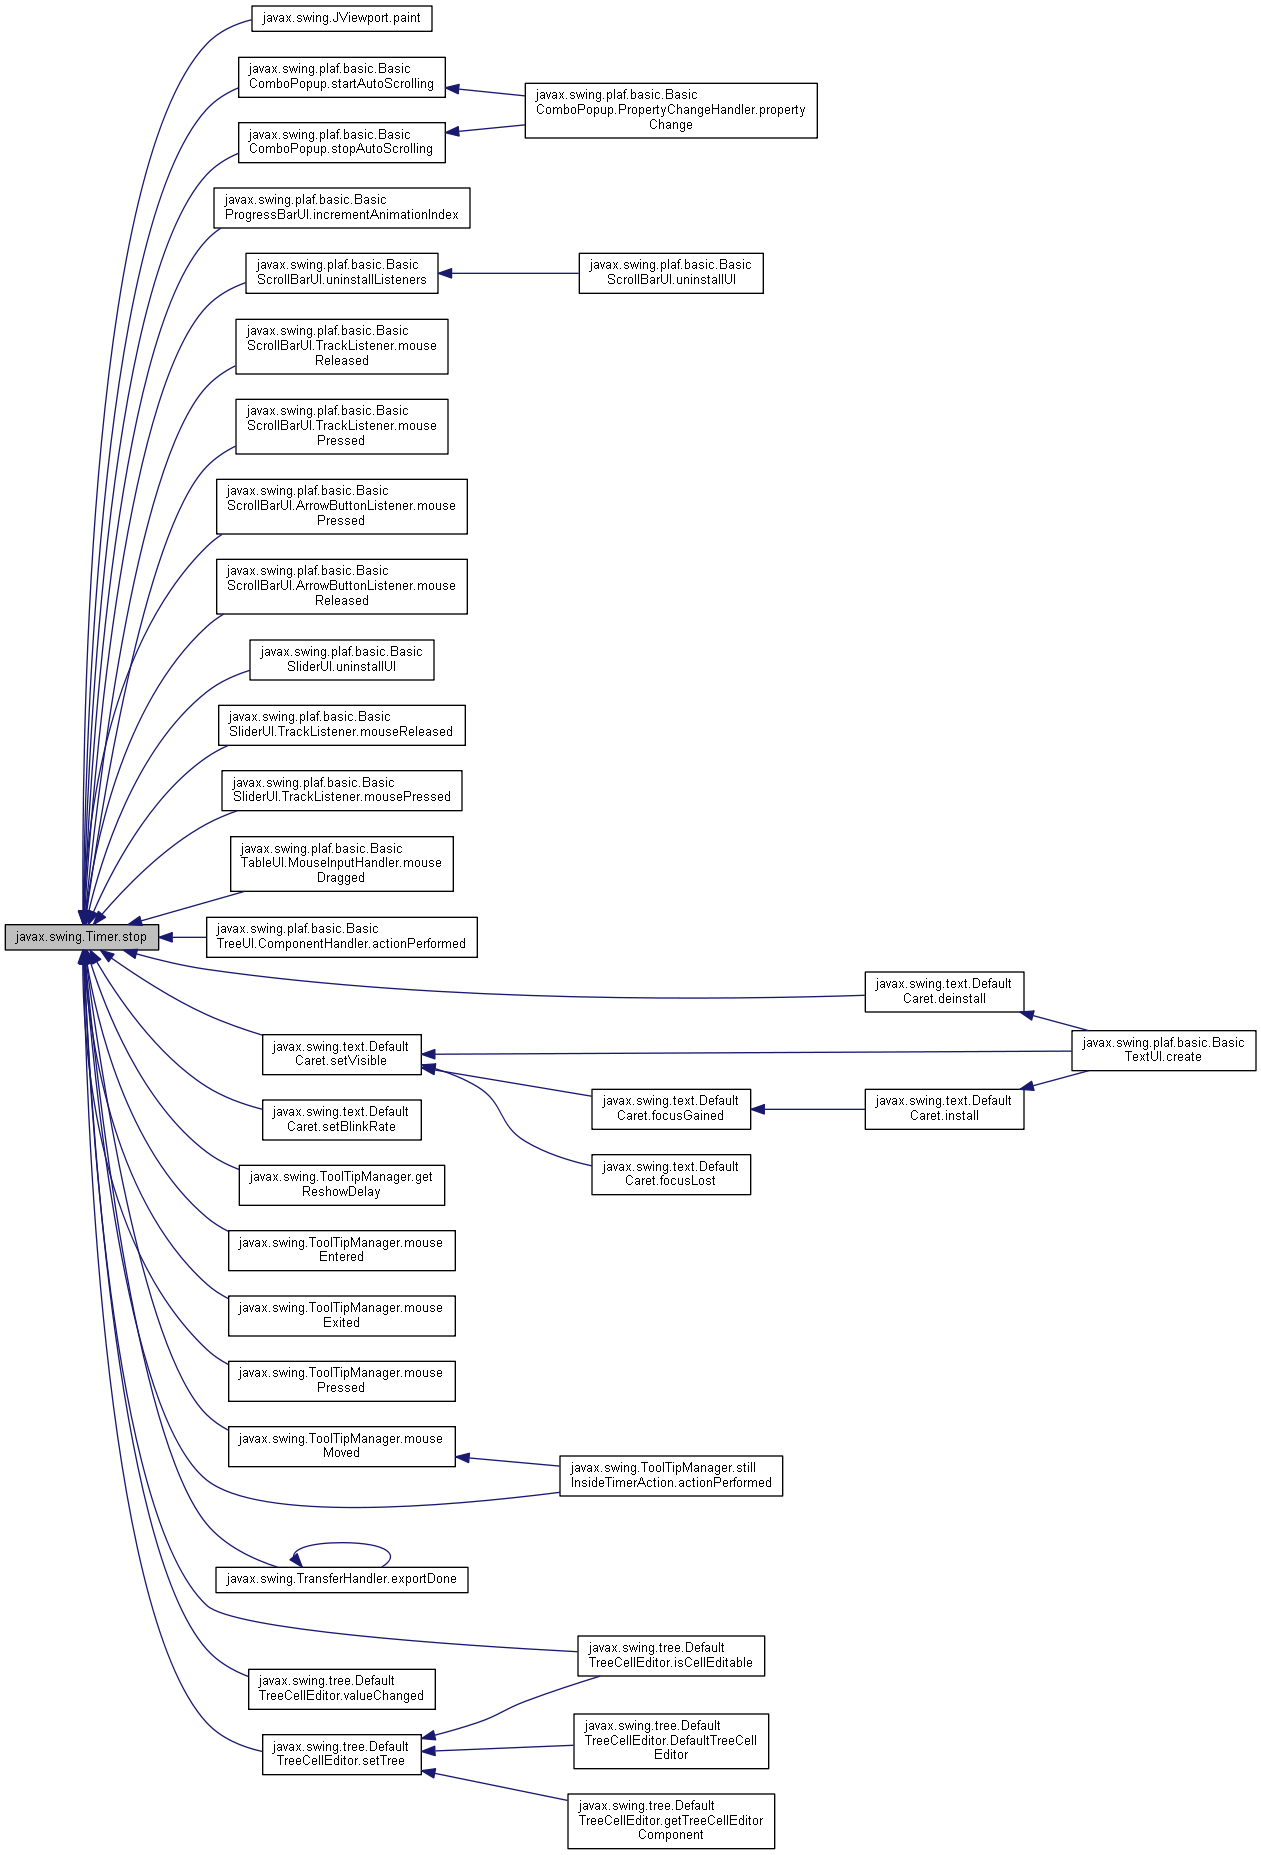 javax.swing.JViewport.paint
javax.swing.plaf.basic.Basic
ComboPopup.startAutoScrolling
javax.swing.plaf.basic.Basic
ComboPopup.PropertyChangeHandler.property
Change
javax.swing.plaf.basic.Basic
ComboPopup.stopAutoScrolling
javax.swing.plaf.basic.Basic
ProgressBarUI.incrementAnimationIndex
javax.swing.plaf.basic.Basic
ScrollBarUI.uninstallListeners
javax.swing.plaf.basic.Basic
ScrollBarUI.uninstallUI
javax.swing.plaf.basic.Basic
ScrollBarUI.TrackListener.mouse
Released
javax.swing.plaf.basic.Basic
ScrollBarUI.TrackListener.mouse
Pressed
javax.swing.plaf.basic.Basic
ScrollBarUI.ArrowButtonListener.mouse
Pressed
javax.swing.plaf.basic.Basic
ScrollBarUI.ArrowButtonListener.mouse
Released
javax.swing.plaf.basic.Basic
SliderUI.uninstallUI
javax.swing.plaf.basic.Basic
SliderUI.TrackListener.mouseReleased
javax.swing.plaf.basic.Basic
SliderUI.TrackListener.mousePressed
javax.swing.plaf.basic.Basic
TableUI.MouseInputHandler.mouse
Dragged
javax.swing.Timer.stop
javax.swing.plaf.basic.Basic
TreeUI.ComponentHandler.actionPerformed
javax.swing.text.Default
Caret.deinstall
javax.swing.text.Default
Caret.setVisible
javax.swing.plaf.basic.Basic
TextUI.create
javax.swing.text.Default
Caret.focusGained
javax.swing.text.Default
Caret.install
javax.swing.text.Default
Caret.setBlinkRate
javax.swing.text.Default
Caret.focusLost
javax.swing.ToolTipManager.get
ReshowDelay
javax.swing.ToolTipManager.mouse
Entered
javax.swing.ToolTipManager.mouse
Exited
javax.swing.ToolTipManager.mouse
Pressed
javax.swing.ToolTipManager.mouse
Moved
javax.swing.ToolTipManager.still
InsideTimerAction.actionPerformed
javax.swing.TransferHandler.exportDone
javax.swing.tree.Default
TreeCellEditor.isCellEditable
javax.swing.tree.Default
TreeCellEditor.valueChanged
javax.swing.tree.Default
TreeCellEditor.setTree
javax.swing.tree.Default
TreeCellEditor.DefaultTreeCell
Editor
javax.swing.tree.Default
TreeCellEditor.getTreeCellEditor
Component